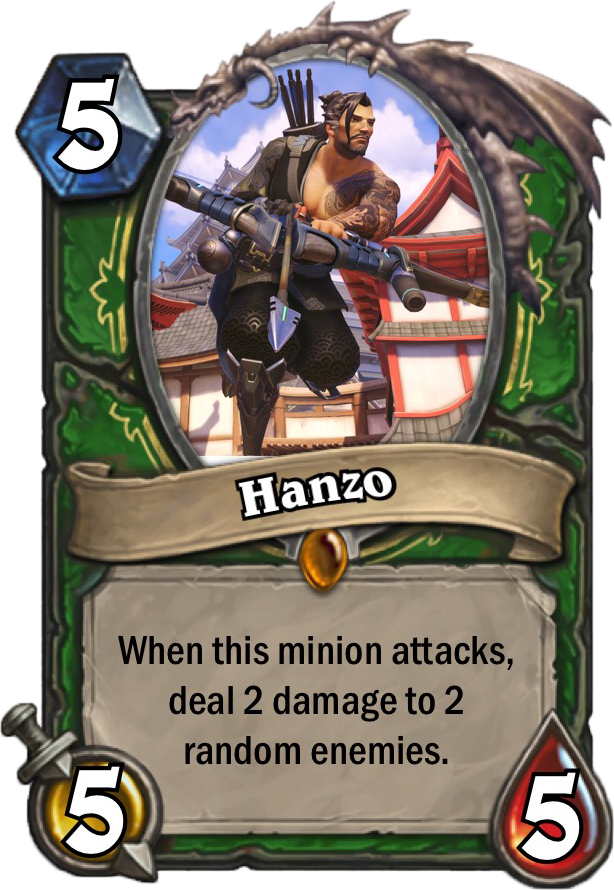 5
Hanzo
When this minion attacks,
deal 2 damage to 2
random enemies.
5
5